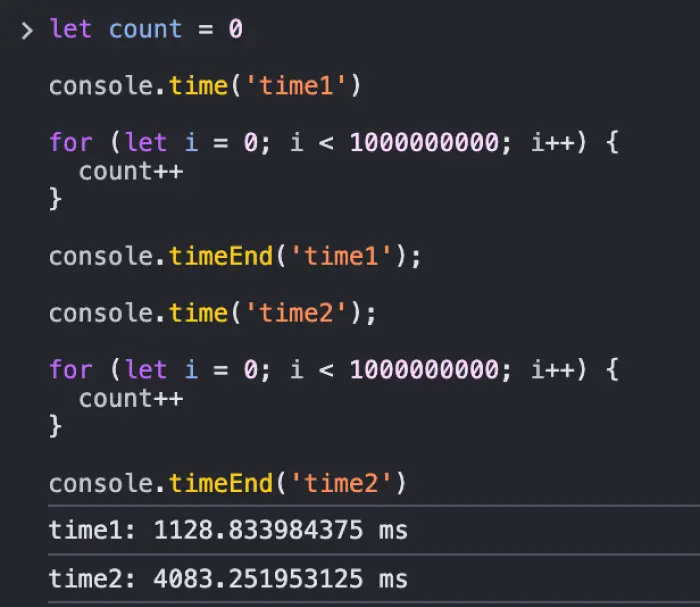 > let count = 0
console.time('time1')
for (let i = 0; i < 1000000000; i++) {
  count++
}
console.timeEnd('time1');
console.time('time2');
for (let i = 0; i < 1000000000; i++) {
  count++
}
console.timeEnd('time2')
time1: 1128.833984375 ms
time2: 4083.251953125 ms